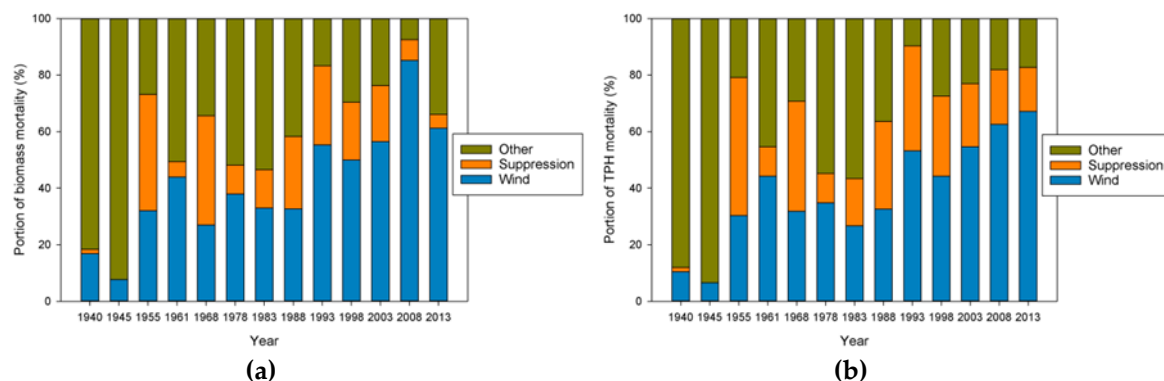 Portion of biomass mortality (%)
100
80
60
40
20
0
1940 1945 1955 1961 1968 1978 1983 1988 1993 1998 2003 2008 2013
Year
Other
Suppression
Wind
(a)
Portion of TPH mortality (%)
100
80
60
40
20
0
1940 1945 1955 1961 1968 1978 1983 1988 1993 1998 2003 2008 2013
Year
Other
Suppression
Wind
(b)